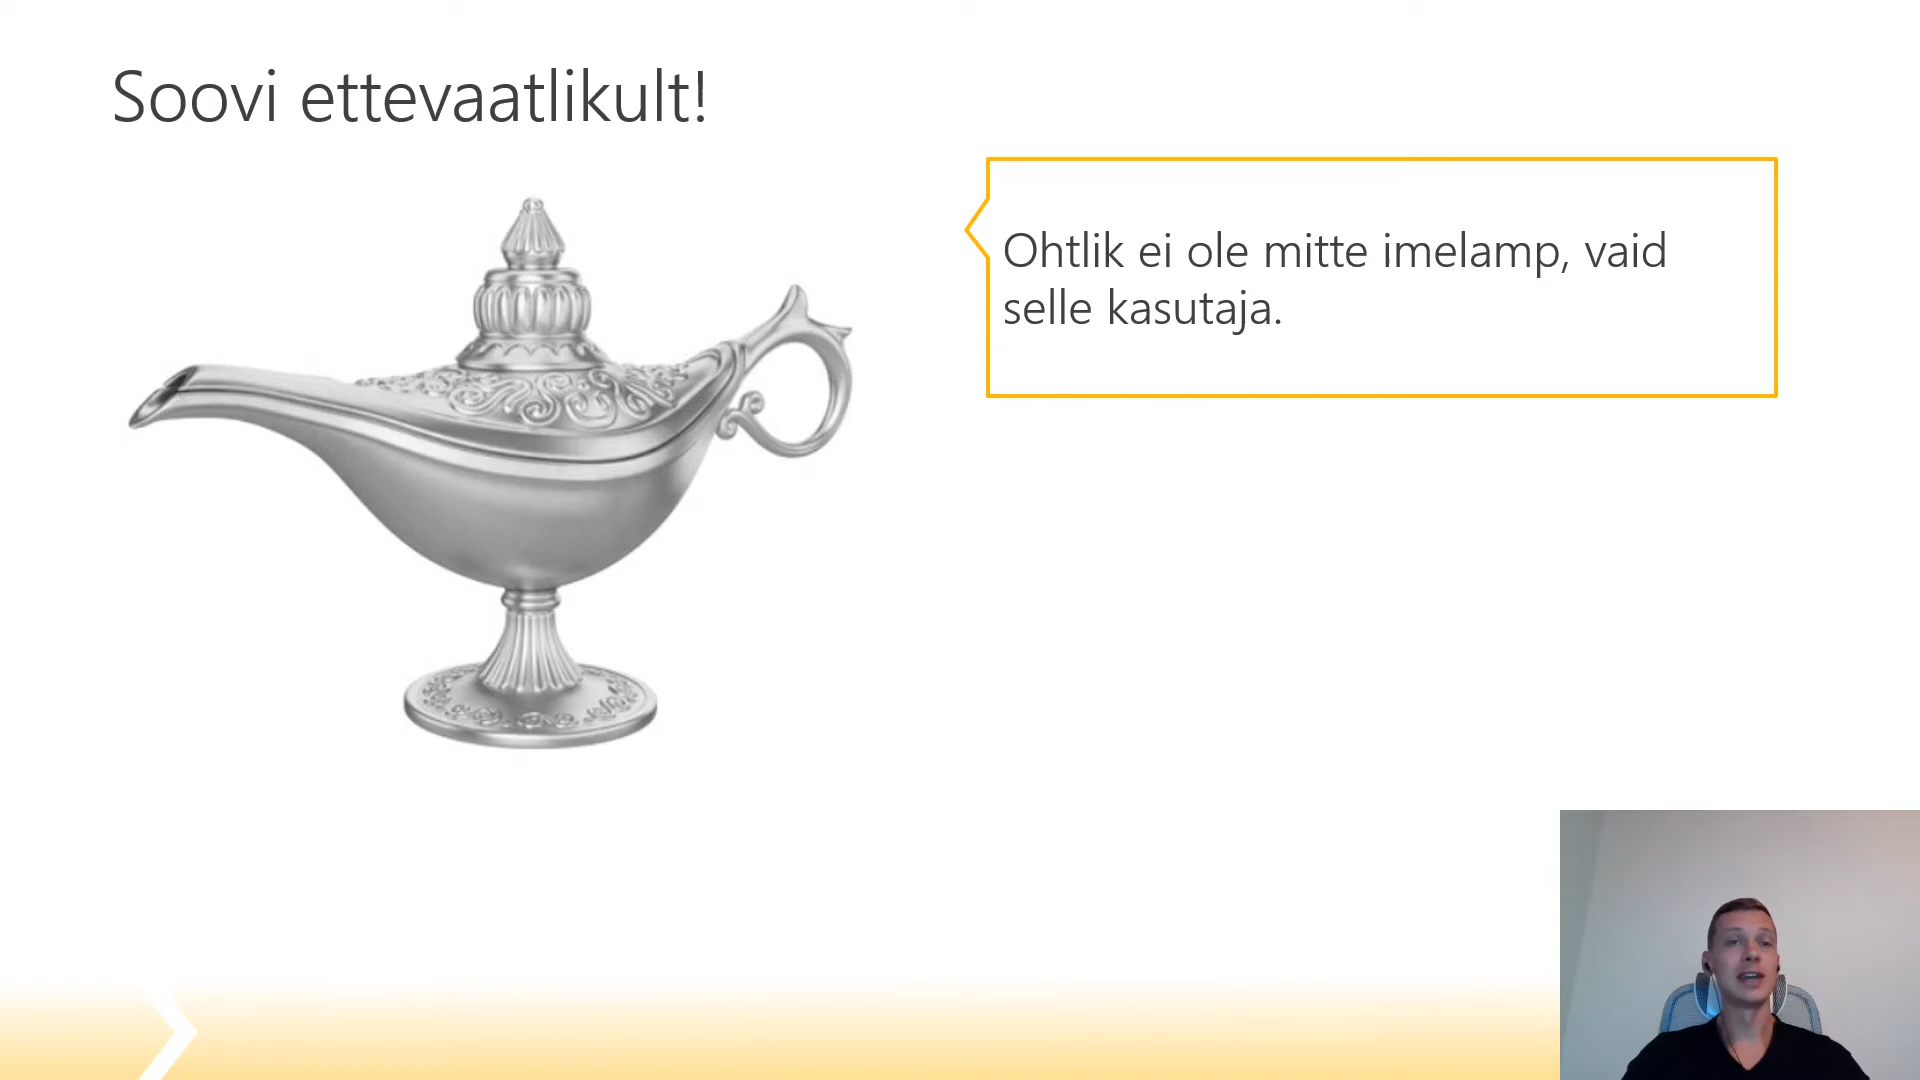 Soovi ettevaatlikult!
Ohtlik ei ole mitte imelamp, vaid
selle kasutaja.